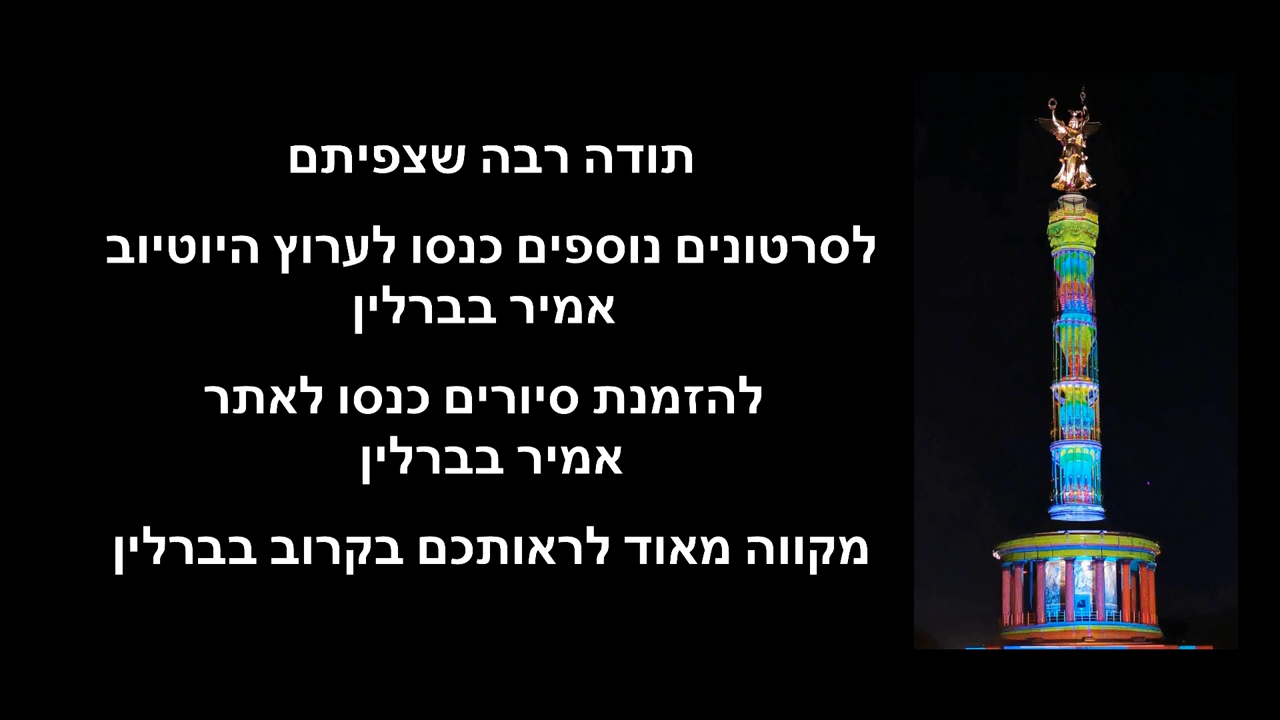 תודה רבה שצפיתם
לסרטונים נוספים כנסו לערוץ היוטיוב
אמיר בברלין
להזמנת סיורים כנסו לאתר
אמיר בברלין
מקווה מאוד לראותכם בקרוב בברלין